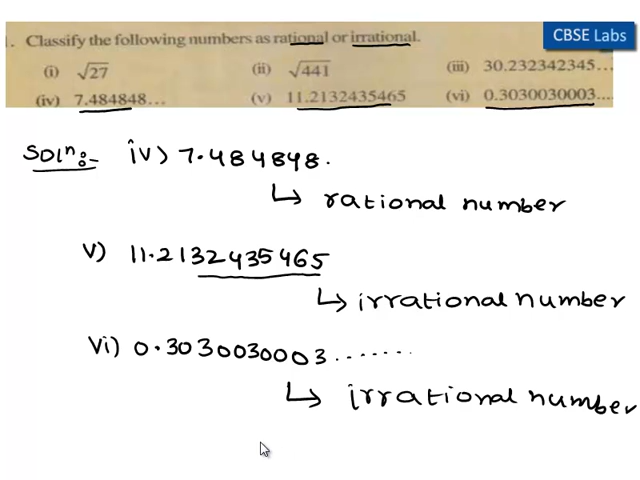 . Classify the following numbers as rational or irrational.
CBSE Labs
(i) √27 (ii) √441 (iii) 30.232342345...
(iv) 7.484848... (v) 11.2132435465 (vi) 0.3030030003....
Solⁿ:- iv) 7.484848.
↳ rational number
v) 11.2132435465
↳ irrational number
vi) 0.3030030003........
↳ irrational number